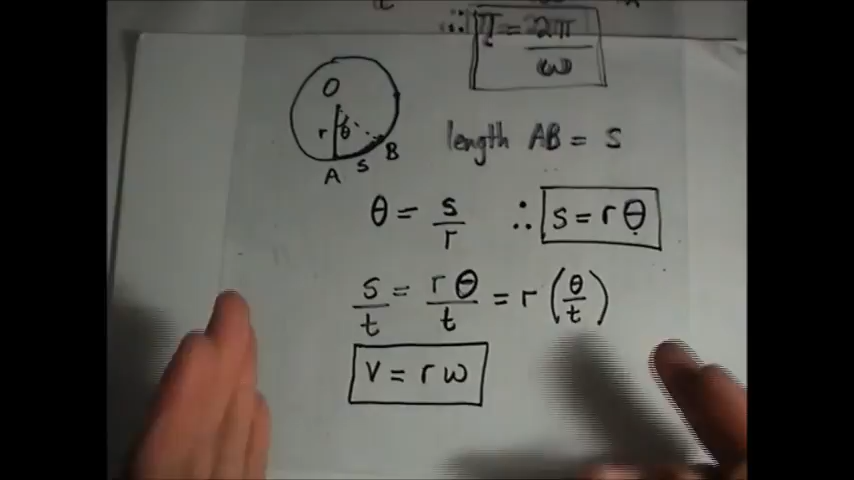 ∴ T = 2π/ω
O
r θ
B
A s
length AB = s
θ = s/r ∴ s = rθ
s/t = rθ/t = r (θ/t)
v = rω